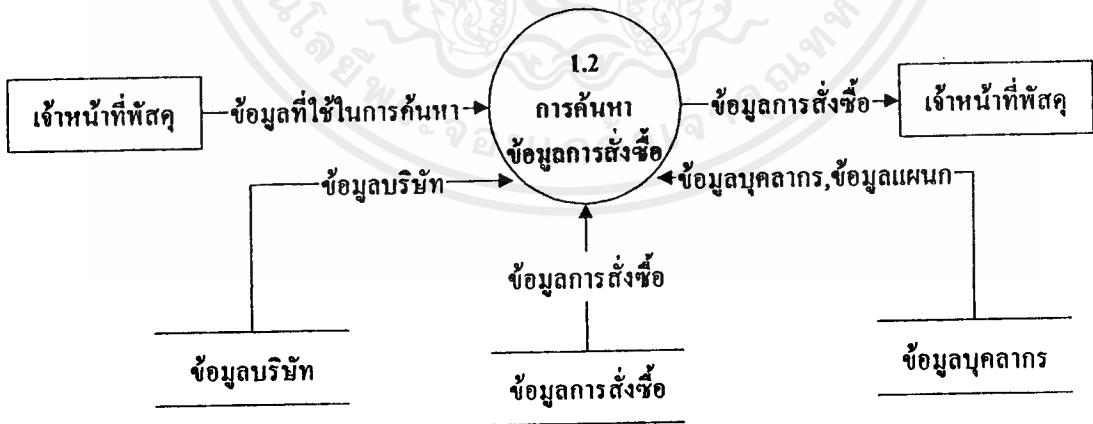 1.2
การค้นหา
ข้อมูลการสั่งซื้อ
เจ้าหน้าที่พัสดุ
ข้อมูลที่ใช้ในการค้นหา
ข้อมูลการสั่งซื้อ
เจ้าหน้าที่พัสดุ
ข้อมูลบริษัท
ข้อมูลบุคลากร,ข้อมูลแผนก
ข้อมูลการสั่งซื้อ
ข้อมูลบริษัท
ข้อมูลการสั่งซื้อ
ข้อมูลบุคลากร